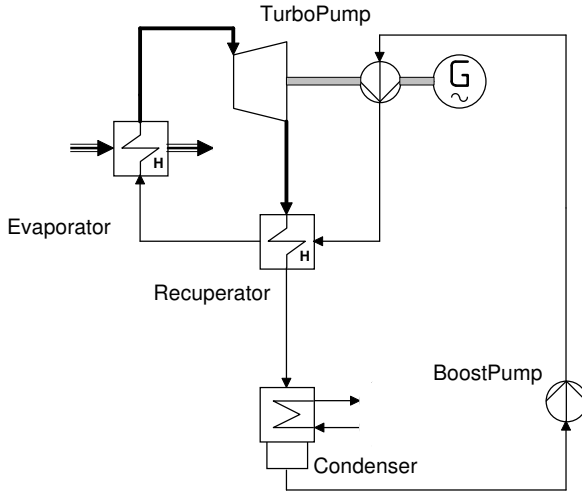 TurboPump
G
H
Evaporator
H
Recuperator
BoostPump
Condenser